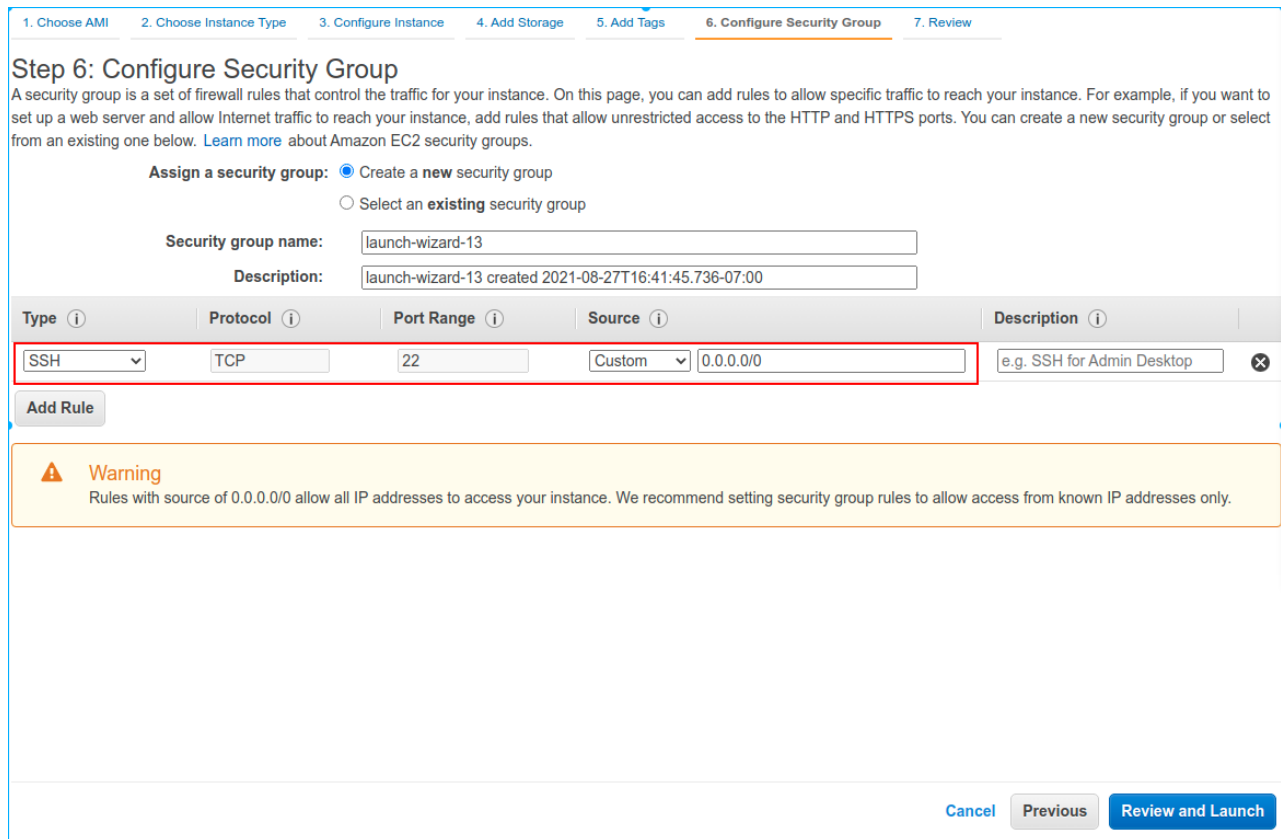 1. Choose AMI 2. Choose Instance Type 3. Configure Instance 4. Add Storage 5. Add Tags 6. Configure Security Group 7. Review
Step 6: Configure Security Group
A security group is a set of firewall rules that control the traffic for your instance. On this page, you can add rules to allow specific traffic to reach your instance. For example, if you want to
set up a web server and allow Internet traffic to reach your instance, add rules that allow unrestricted access to the HTTP and HTTPS ports. You can create a new security group or select
from an existing one below. Learn more about Amazon EC2 security groups.
Assign a security group: Create a new security group
Select an existing security group
Security group name: launch-wizard-13
Description: launch-wizard-13 created 2021-08-27T16:41:45.736-07:00
Type i Protocol i Port Range i Source i Description i
SSH TCP 22 Custom 0.0.0.0/0 e.g. SSH for Admin Desktop
Add Rule
Warning
Rules with source of 0.0.0.0/0 allow all IP addresses to access your instance. We recommend setting security group rules to allow access from known IP addresses only.
Cancel Previous Review and Launch